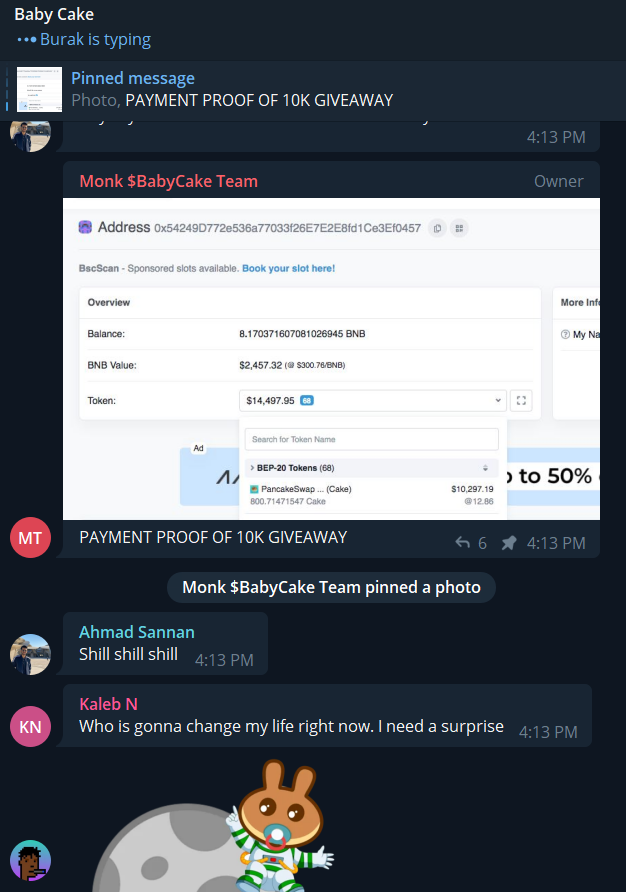 Baby Cake
Burak is typing
Pinned message
Photo, PAYMENT PROOF OF 10K GIVEAWAY
4:13 PM
Monk $BabyCake Team Owner
Address 0x54249D772e536a77033f26E7E2E8fd1Ce3Ef0457
BscScan - Sponsored slots available. Book your slot here!
Overview
More Info
Balance: 8.170371607081026945 BNB
My Na
BNB Value: $2,457.32 (@ $300.76/BNB)
Token: $14,497.95 68
Search for Token Name
Ad
BEP-20 Tokens (68)
to 50%
PancakeSwap ... (Cake) $10,297.19
800.71471547 Cake @12.86
MT
PAYMENT PROOF OF 10K GIVEAWAY
6 4:13 PM
Monk $BabyCake Team pinned a photo
Ahmad Sannan
Shill shill shill 4:13 PM
KN
Kaleb N
Who is gonna change my life right now. I need a surprise 4:13 PM